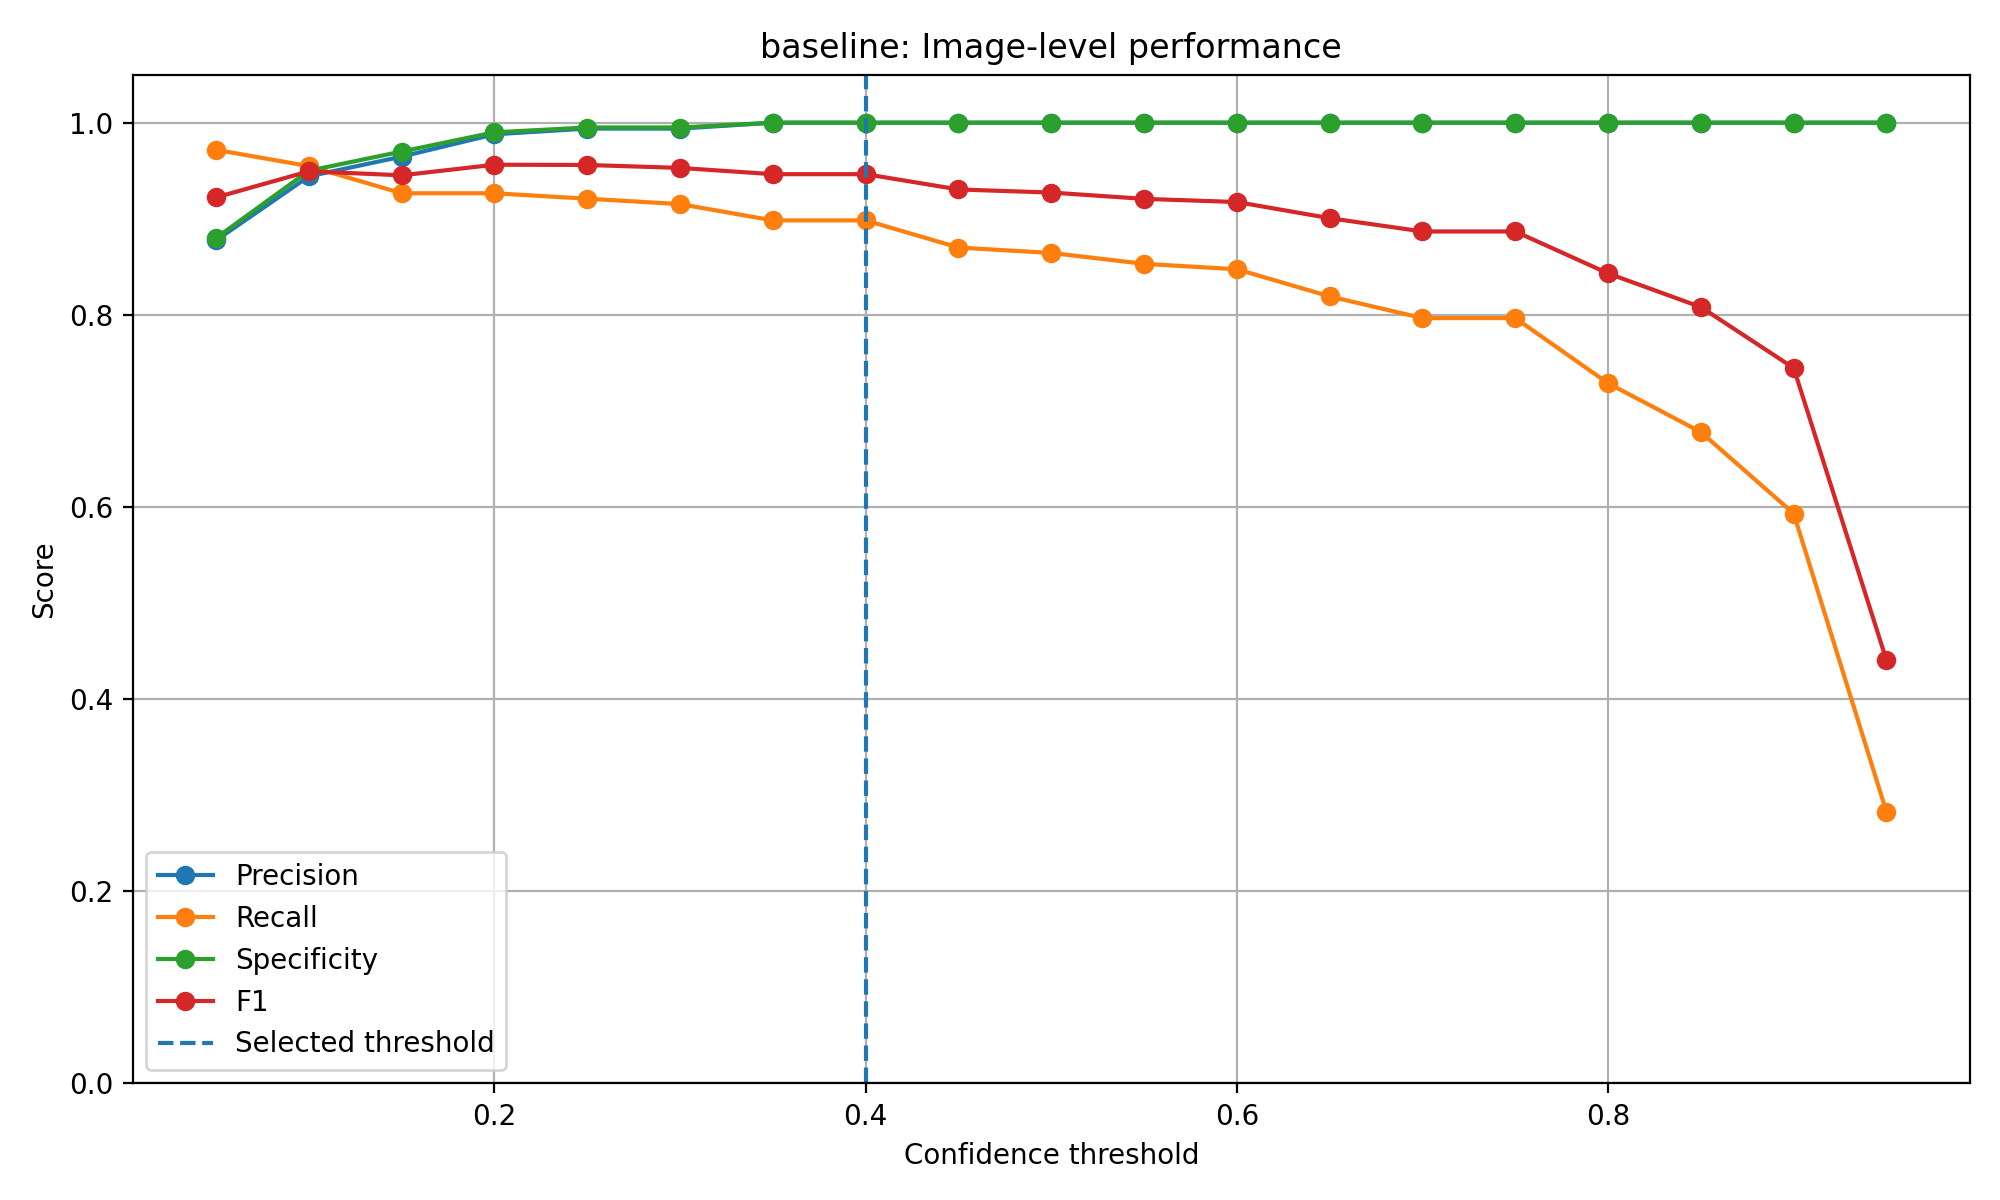 baseline: Image-level performance
1.0
0.8
0.6
0.4
0.2
0.0
Score
Precision
Recall
Specificity
F1
Selected threshold
0.2 0.4 0.6 0.8
Confidence threshold